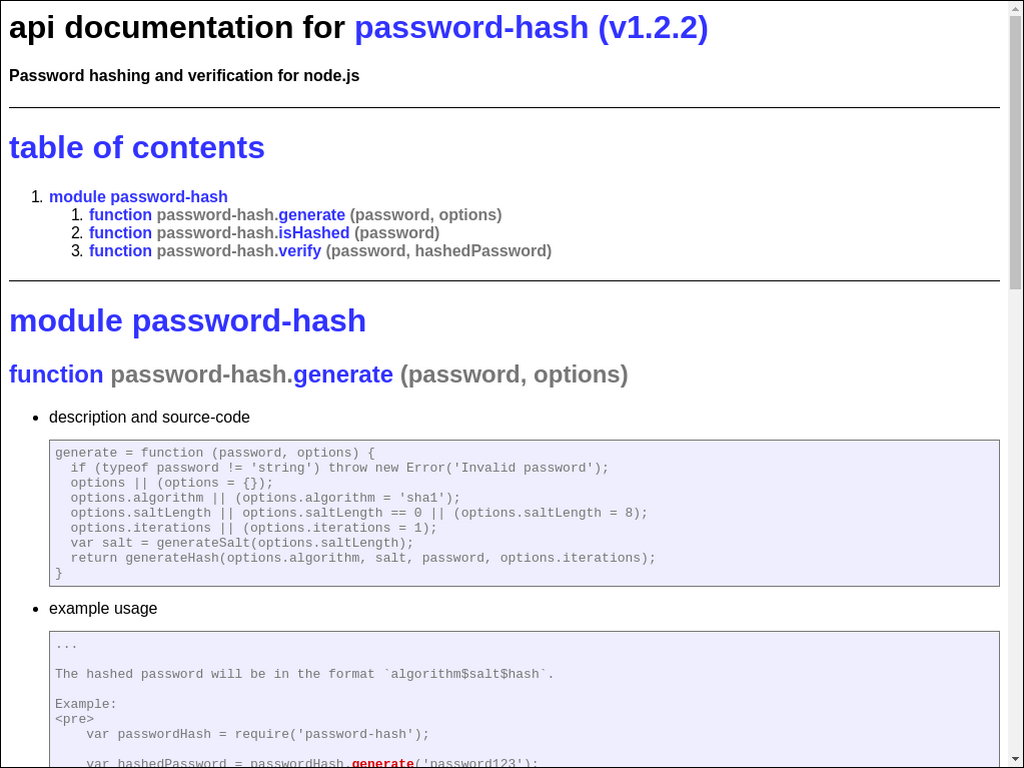 api documentation for password-hash (v1.2.2)
Password hashing and verification for node.js
table of contents
1. module password-hash
1. function password-hash.generate (password, options)
2. function password-hash.isHashed (password)
3. function password-hash.verify (password, hashedPassword)
module password-hash
function password-hash.generate (password, options)
• description and source-code
generate = function (password, options) {
  if (typeof password != 'string') throw new Error('Invalid password');
  options || (options = {});
  options.algorithm || (options.algorithm = 'sha1');
  options.saltLength || options.saltLength == 0 || (options.saltLength = 8);
  options.iterations || (options.iterations = 1);
  var salt = generateSalt(options.saltLength);
  return generateHash(options.algorithm, salt, password, options.iterations);
}
• example usage
...
The hashed password will be in the format `algorithm$salt$hash`.
Example:
<pre>
    var passwordHash = require('password-hash');
    var hashedPassword = passwordHash.generate('password123');